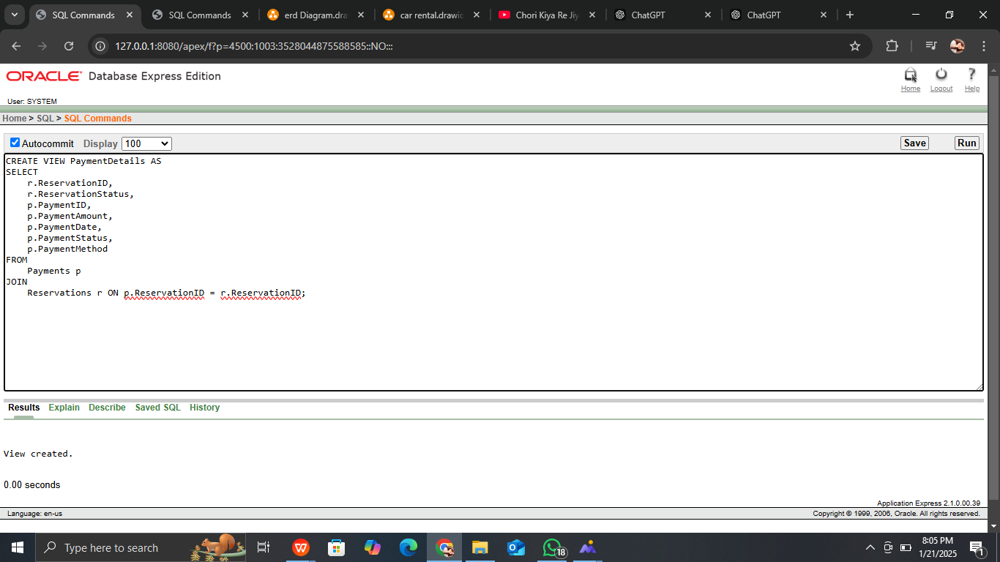 SQL Commands
SQL Commands
erd Diagram.dra
car rental.drawio
Chori Kiya Re Jiy
ChatGPT
ChatGPT
127.0.0.1:8080/apex/f?p=4500:1003:3528044875588585::NO:::
ORACLE Database Express Edition
Home Logout Help
User: SYSTEM
Home > SQL > SQL Commands
Autocommit Display 100 Save Run
CREATE VIEW PaymentDetails AS
SELECT
r.ReservationID,
r.ReservationStatus,
p.PaymentID,
p.PaymentAmount,
p.PaymentDate,
p.PaymentStatus,
p.PaymentMethod
FROM
Payments p
JOIN
Reservations r ON p.ReservationID = r.ReservationID;
Results Explain Describe Saved SQL History
View created.
0.00 seconds
Application Express 2.1.0.00.39
Language: en-us Copyright © 1999, 2006, Oracle. All rights reserved.
Type here to search
18
8:05 PM
1/21/2025
1